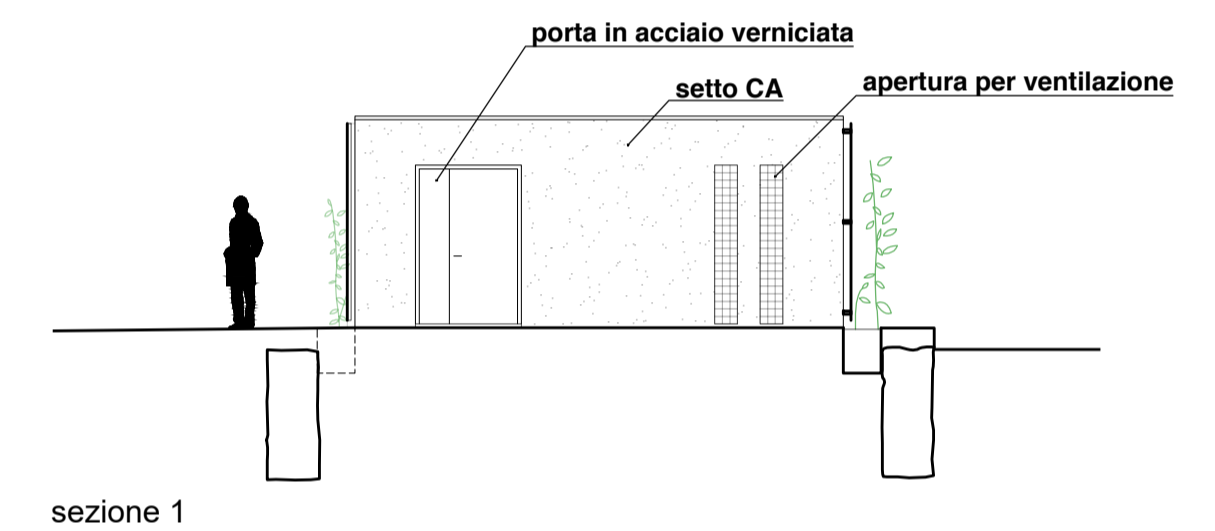 porta in acciaio verniciata
setto CA
apertura per ventilazione
sezione 1